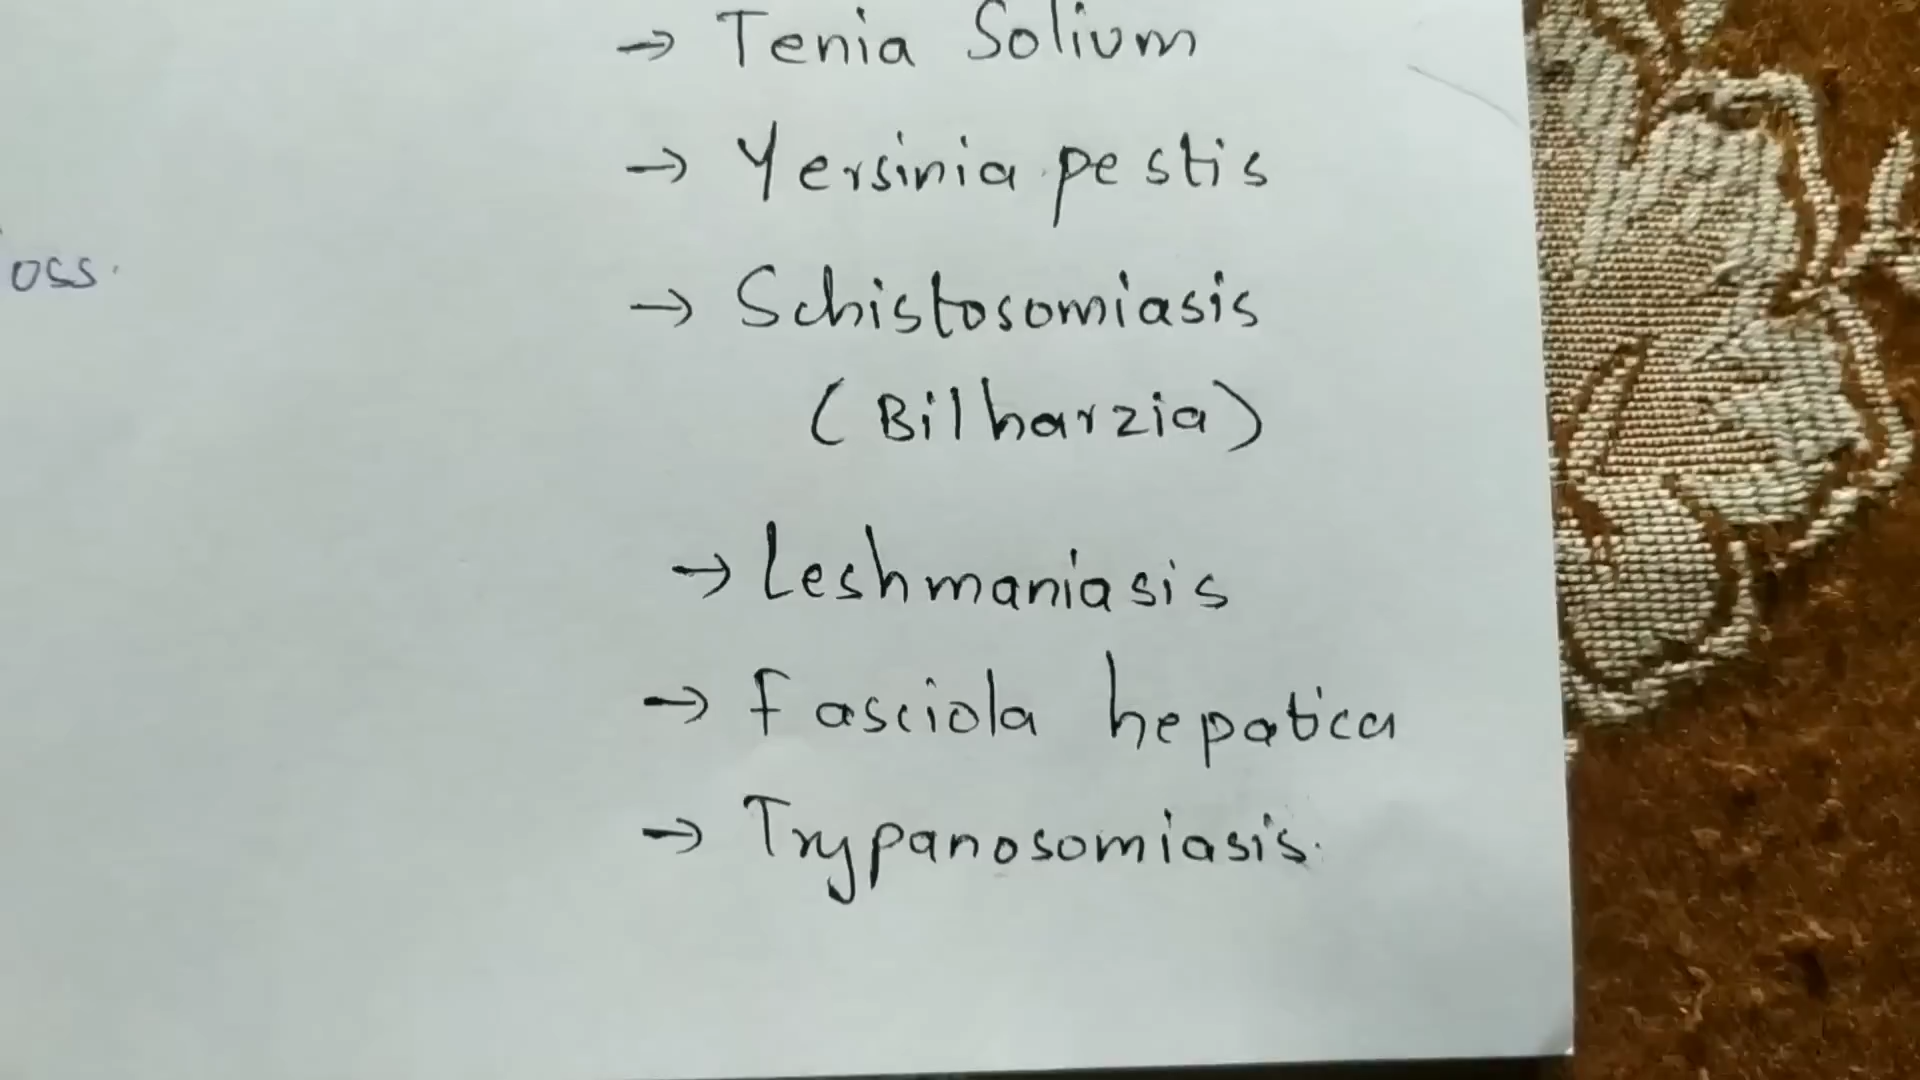 → Tenia Solium
→ Yersinia pestis
oss.
→ Schistosomiasis
(Bilharzia)
→ Leshmaniasis
→ Fasciola hepatica
→ Trypanosomiasis.